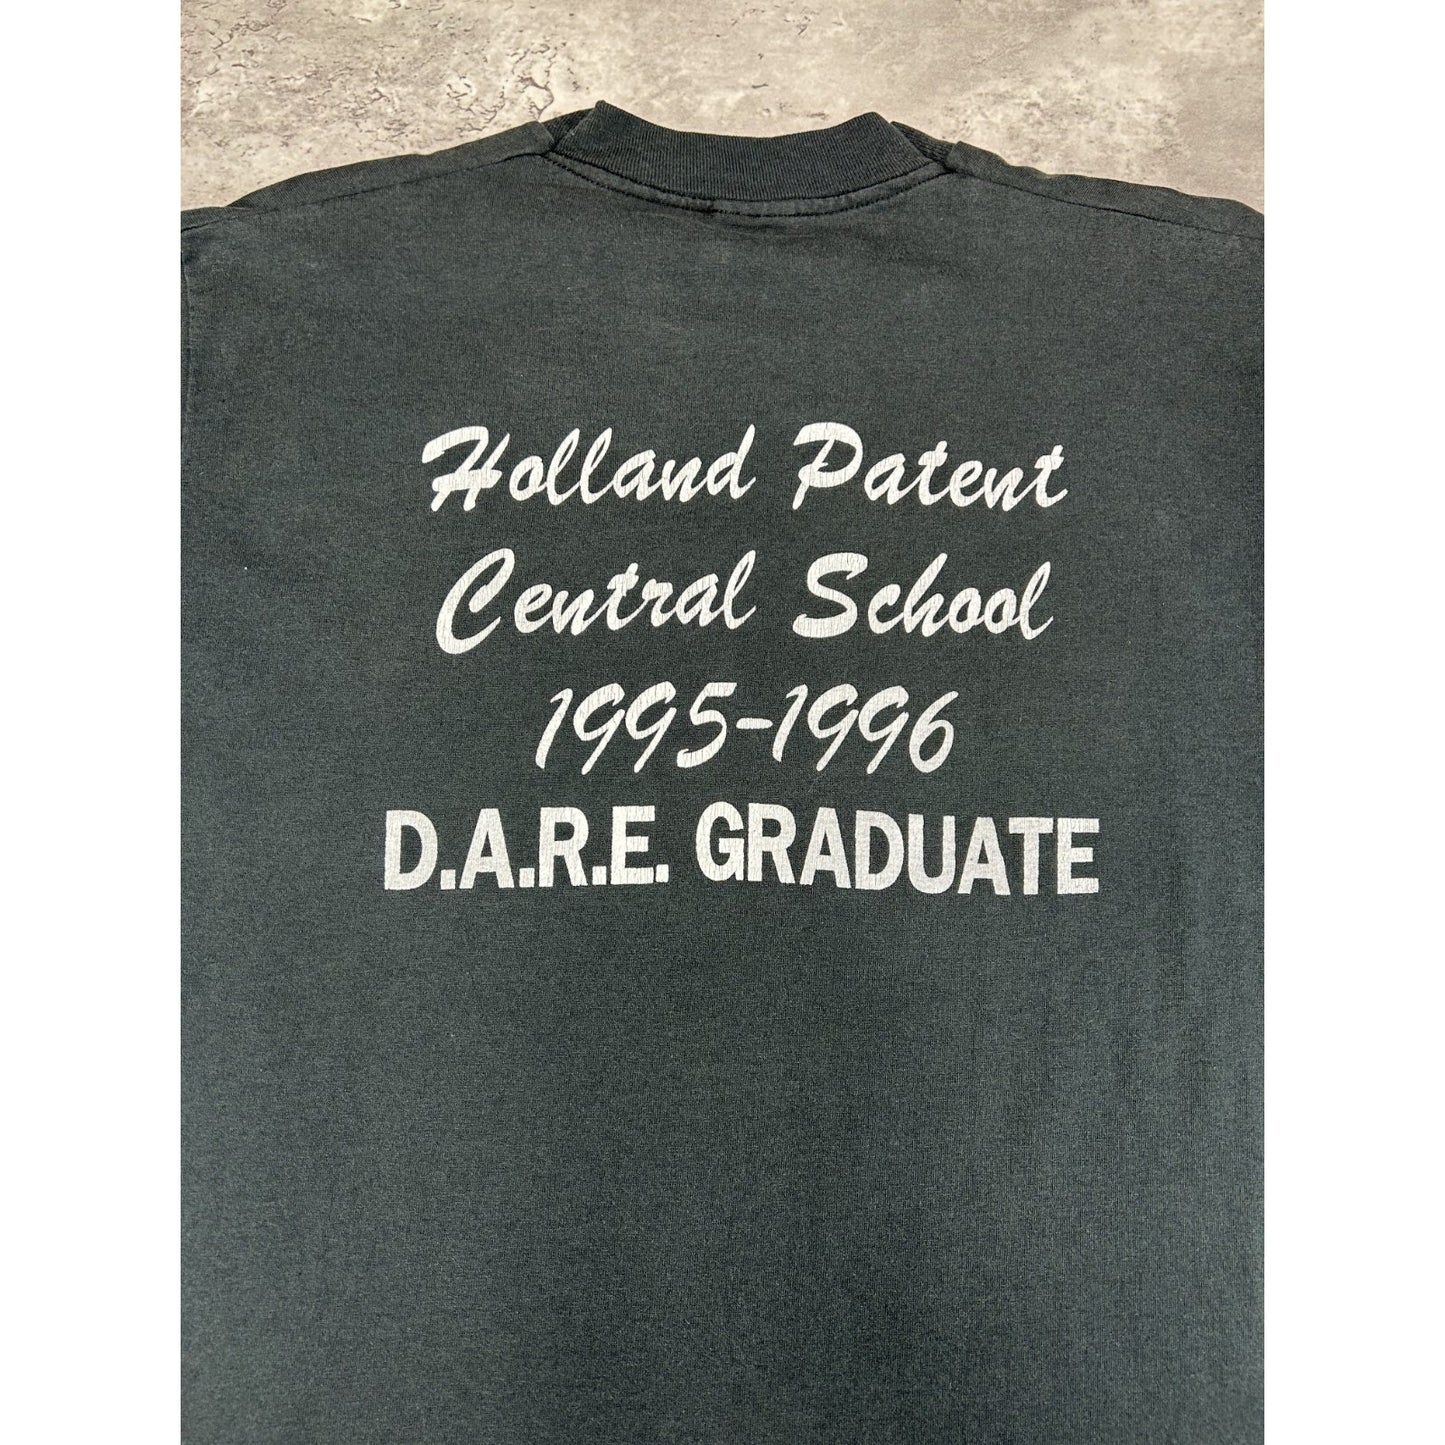 Holland Patent
Central School
1995-1996
D.A.R.E. GRADUATE